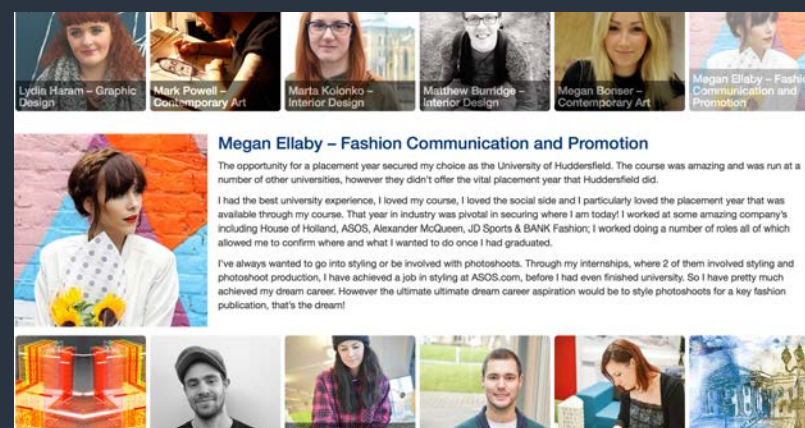 Lydia Haram – Graphic
Design
Mark Powell –
Contemporary Art
Marta Kolonko –
Interior Design
Matthew Burridge –
Interior Design
Megan Bonser –
Contemporary Art
Megan Ellaby – Fashion
Communication and
Promotion
Megan Ellaby – Fashion Communication and Promotion
The opportunity for a placement year secured my choice as the University of Huddersfield. The course was amazing and was run at a
number of other universities, however they didn't offer the vital placement year that Huddersfield did.
I had the best university experience, I loved my course, I loved the social side and I particularly loved the placement year that was
available through my course. That year in industry was pivotal in securing where I am today! I worked at some amazing company's
including House of Holland, ASOS, Alexander McQueen, JD Sports & BANK Fashion; I worked doing a number of roles all of which
allowed me to confirm where and what I wanted to do once I had graduated.
I've always wanted to go into styling or be involved with photoshoots. Through my internships, where 2 of them involved styling and
photoshoot production, I have achieved a job in styling at ASOS.com, before I had even finished university. So I have pretty much
achieved my dream career. However the ultimate ultimate dream career aspiration would be to style photoshoots for a key fashion
publication, that's the dream!